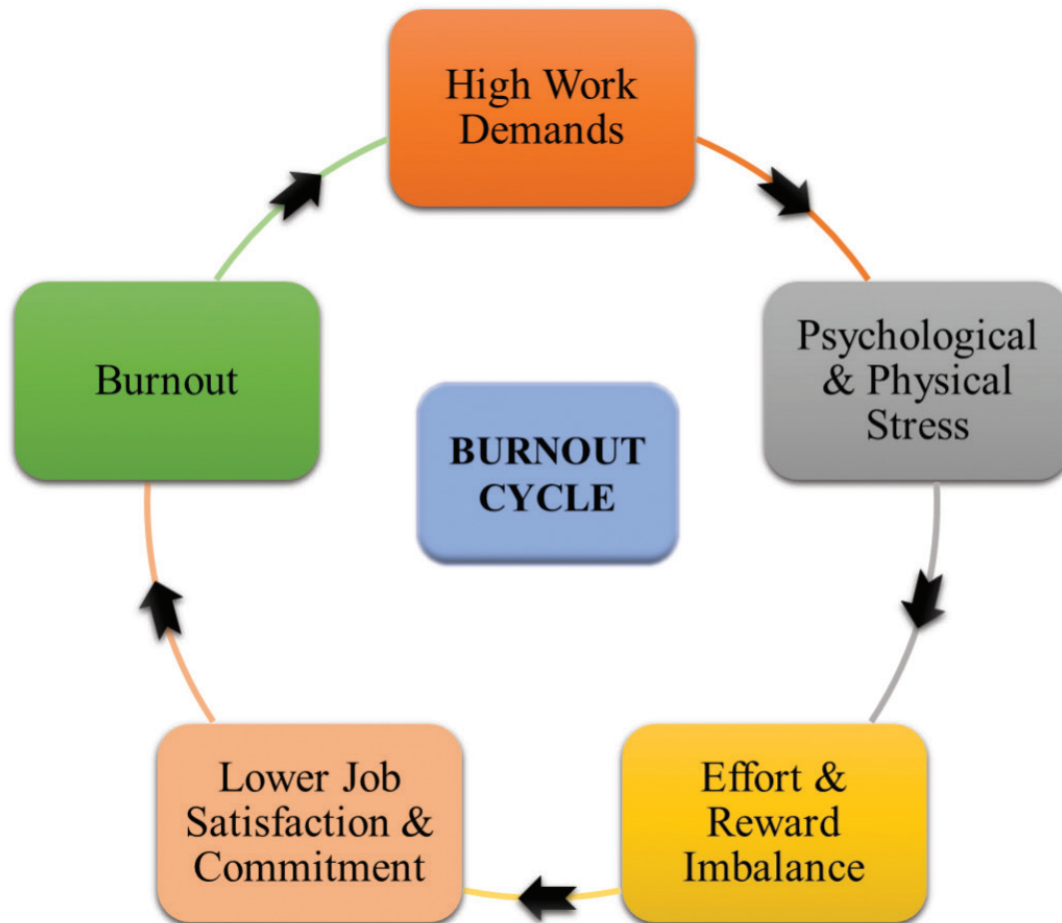 High Work
Demands
Psychological
& Physical
Stress
Effort &
Reward
Imbalance
Lower Job
Satisfaction &
Commitment
Burnout
BURNOUT
CYCLE